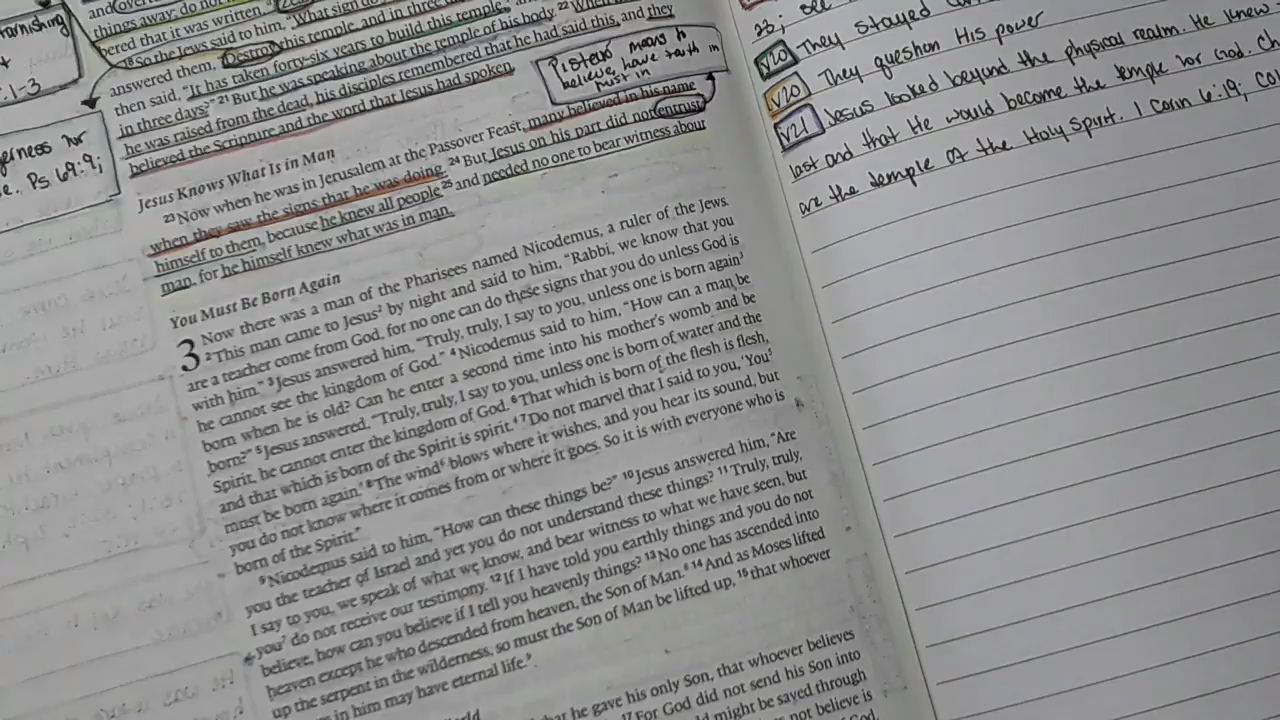 arnishing
:1-3
erness for
e. Ps 69:9;
and
things away; do not
bered that it was written,
18 So the Jews said to him, "What sign do
answered them, "Destroy this temple, and in three
then said, "It has taken forty-six years to build this temple,
in three days?" 21 But he was speaking about the temple of his body. 22 When
he was raised from the dead, his disciples remembered that he had said this, and they
believed the Scripture and the word that Jesus had spoken.
Pisteuō means to
believe, have faith in
trust in
Jesus Knows What Is in Man
23 Now when he was in Jerusalem at the Passover Feast, many believed in his name
when they saw the signs that he was doing. 24 But Jesus on his part did not entrust
himself to them, because he knew all people 25 and needed no one to bear witness about
man, for he himself knew what was in man.
You Must Be Born Again
3 Now there was a man of the Pharisees named Nicodemus, a ruler of the Jews.
2 This man came to Jesus² by night and said to him, "Rabbi, we know that you
are a teacher come from God, for no one can do these signs that you do unless God is
with him." 3 Jesus answered him, "Truly, truly, I say to you, unless one is born again³
he cannot see the kingdom of God." 4 Nicodemus said to him, "How can a man be
born when he is old? Can he enter a second time into his mother's womb and be
born?" 5 Jesus answered, "Truly, truly, I say to you, unless one is born of water and the
Spirit, he cannot enter the kingdom of God. 6 That which is born of the flesh is flesh,
and that which is born of the Spirit is spirit.⁴ 7 Do not marvel that I said to you, 'You⁵
must be born again.' 8 The wind⁶ blows where it wishes, and you hear its sound, but
you do not know where it comes from or where it goes. So it is with everyone who is
born of the Spirit."
9 Nicodemus said to him, "How can these things be?" 10 Jesus answered him, "Are
you the teacher of Israel and yet you do not understand these things? 11 Truly, truly,
I say to you, we speak of what we know, and bear witness to what we have seen, but
you⁷ do not receive our testimony. 12 If I have told you earthly things and you do not
believe, how can you believe if I tell you heavenly things? 13 No one has ascended into
heaven except he who descended from heaven, the Son of Man.⁸ 14 And as Moses lifted
up the serpent in the wilderness, so must the Son of Man be lifted up, 15 that whoever
in him may have eternal life.⁹
he gave his only Son, that whoever believes
17 For God did not send his Son into
might be saved through
not believe is
God.
23; see
v20 They stayed
v20 They question His power
v21 Jesus looked beyond the physical realm. He knew
last and that He would become the temple for God.
are the temple of the Holy Spirit. 1 Corin 6:19; Col